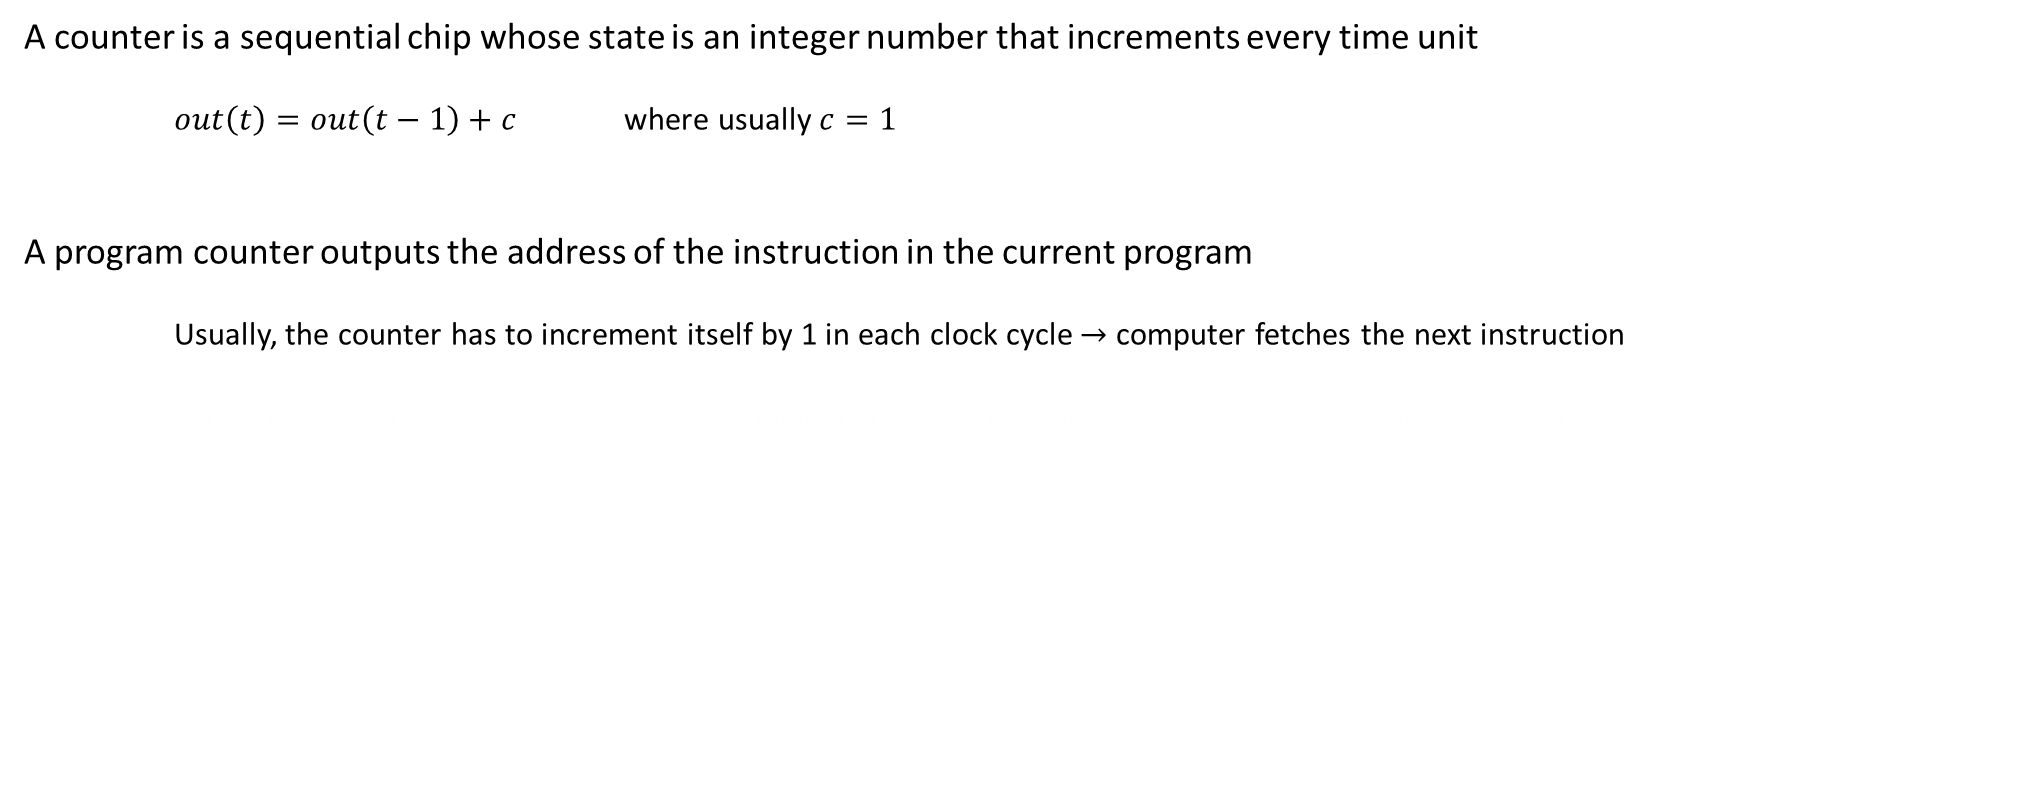 A counter is a sequential chip whose state is an integer number that increments every time unit
out(t) = out(t − 1) + c where usually c = 1
A program counter outputs the address of the instruction in the current program
Usually, the counter has to increment itself by 1 in each clock cycle → computer fetches the next instruction